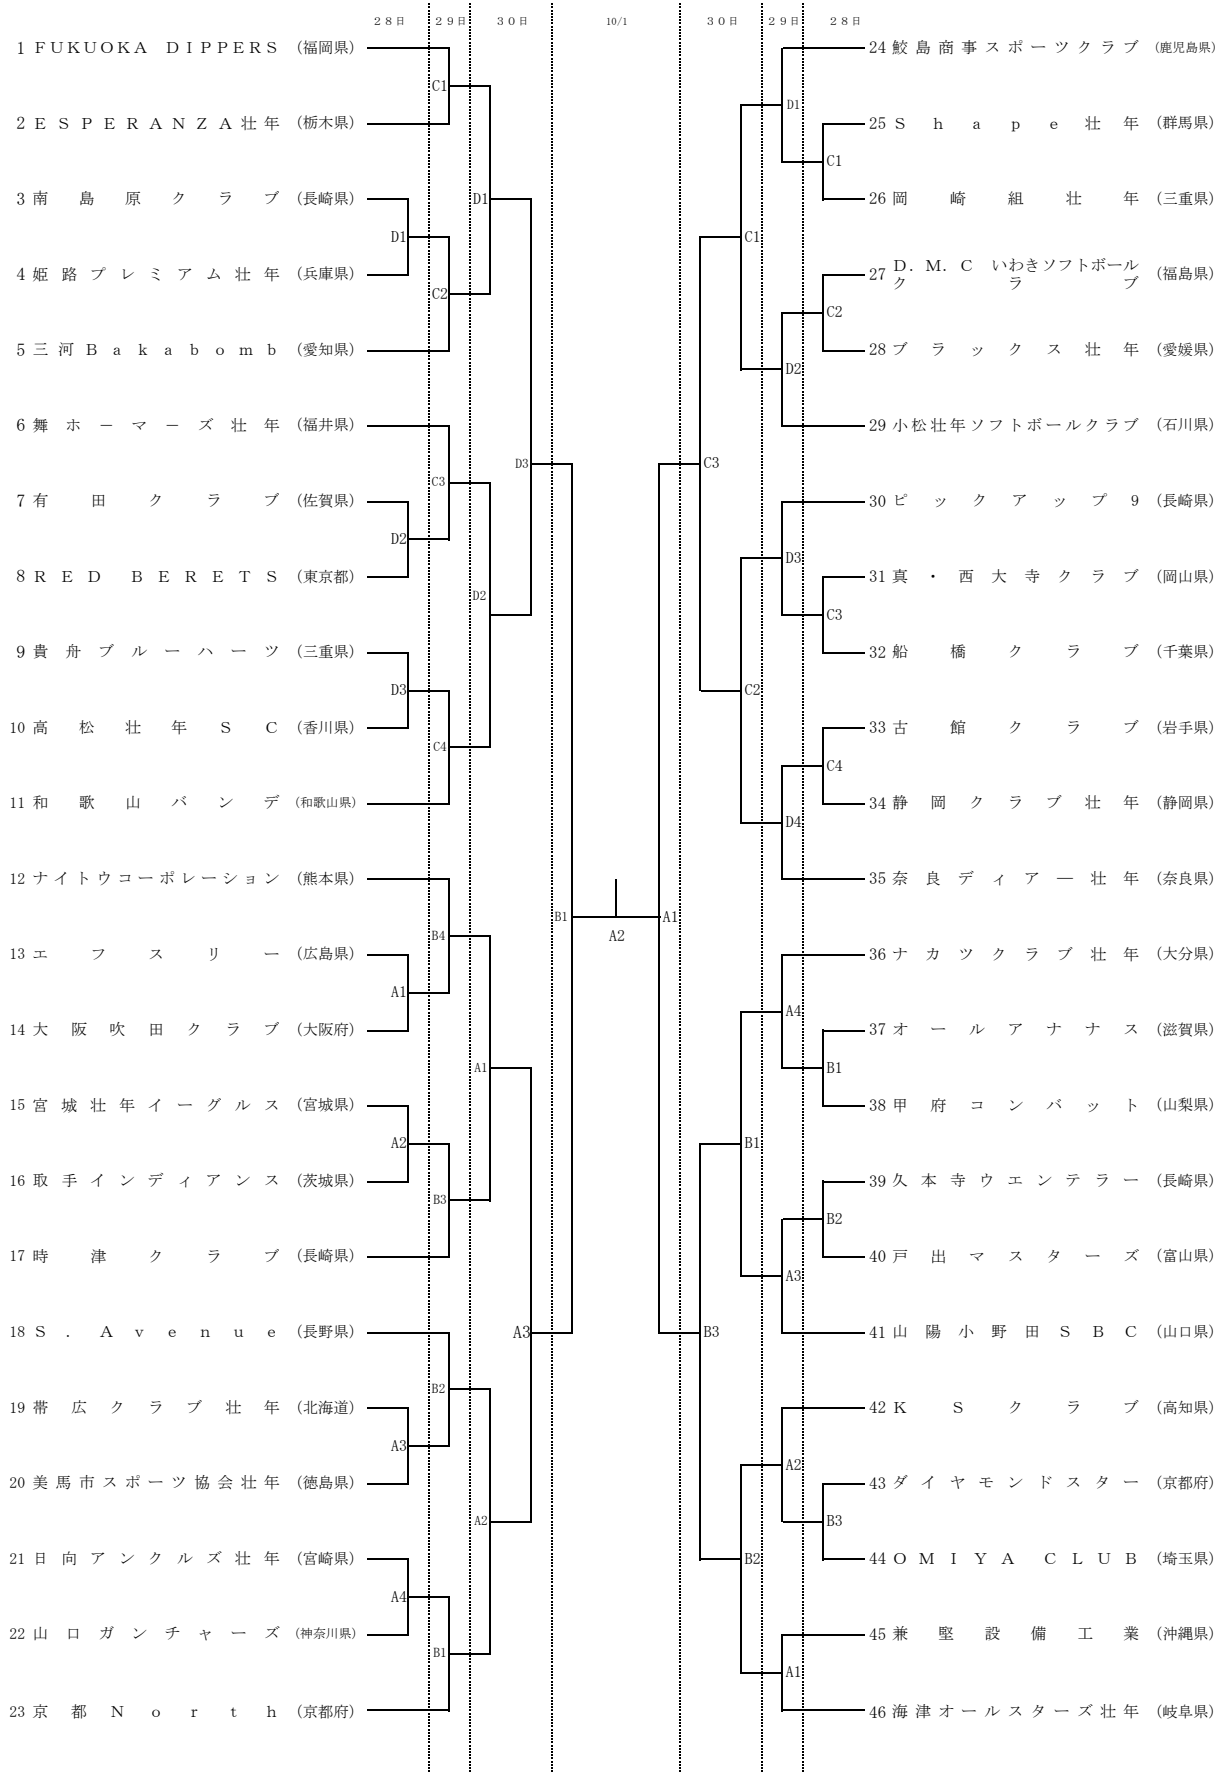 28日 29日 30日 10/1 30日 29日 28日
1 FUKUOKA DIPPERS (福岡県)
C1
2 ESPERANZA壮年 (栃木県)
3 南島原クラブ (長崎県)
D1
D1
4 姫路プレミアム壮年 (兵庫県)
C2
5 三河Bakabomb (愛知県)
6 舞ホーマーズ壮年 (福井県)
D3
C3
7 有田クラブ (佐賀県)
D2
8 RED BERETS (東京都)
D2
9 貴舟ブルーハーツ (三重県)
D3
10 高松壮年SC (香川県)
C4
11 和歌山バンデ (和歌山県)
12 ナイトウコーポレーション (熊本県)
B1
B4
13 エフスリー (広島県)
A1
14 大阪吹田クラブ (大阪府)
A1
15 宮城壮年イーグルス (宮城県)
A2
16 取手インディアンス (茨城県)
B3
17 時津クラブ (長崎県)
18 S.Avenue (長野県)
A3
B2
19 帯広クラブ壮年 (北海道)
A3
20 美馬市スポーツ協会壮年 (徳島県)
A2
21 日向アンクルズ壮年 (宮崎県)
A4
22 山口ガンチャーズ (神奈川県)
B1
23 京都North (京都府)
A2
24 鮫島商事スポーツクラブ (鹿児島県)
D1
25 Shape壮年 (群馬県)
C1
26 岡崎組壮年 (三重県)
C1
27 D.M.C いわきソフトボール
クラブ (福島県)
C2
28 ブラックス壮年 (愛媛県)
D2
29 小松壮年ソフトボールクラブ (石川県)
C3
30 ピックアップ9 (長崎県)
D3
31 真・西大寺クラブ (岡山県)
C3
32 船橋クラブ (千葉県)
C2
33 古館クラブ (岩手県)
C4
34 静岡クラブ壮年 (静岡県)
D4
35 奈良ディアー壮年 (奈良県)
A1
36 ナカツクラブ壮年 (大分県)
A4
37 オールアナナス (滋賀県)
B1
38 甲府コンバット (山梨県)
B1
39 久本寺ウエンテラー (長崎県)
B2
40 戸出マスターズ (富山県)
A3
41 山陽小野田SBC (山口県)
B3
42 KSクラブ (高知県)
A2
43 ダイヤモンドスター (京都府)
B3
44 OMIYA CLUB (埼玉県)
B2
45 兼堅設備工業 (沖縄県)
A1
46 海津オールスターズ壮年 (岐阜県)